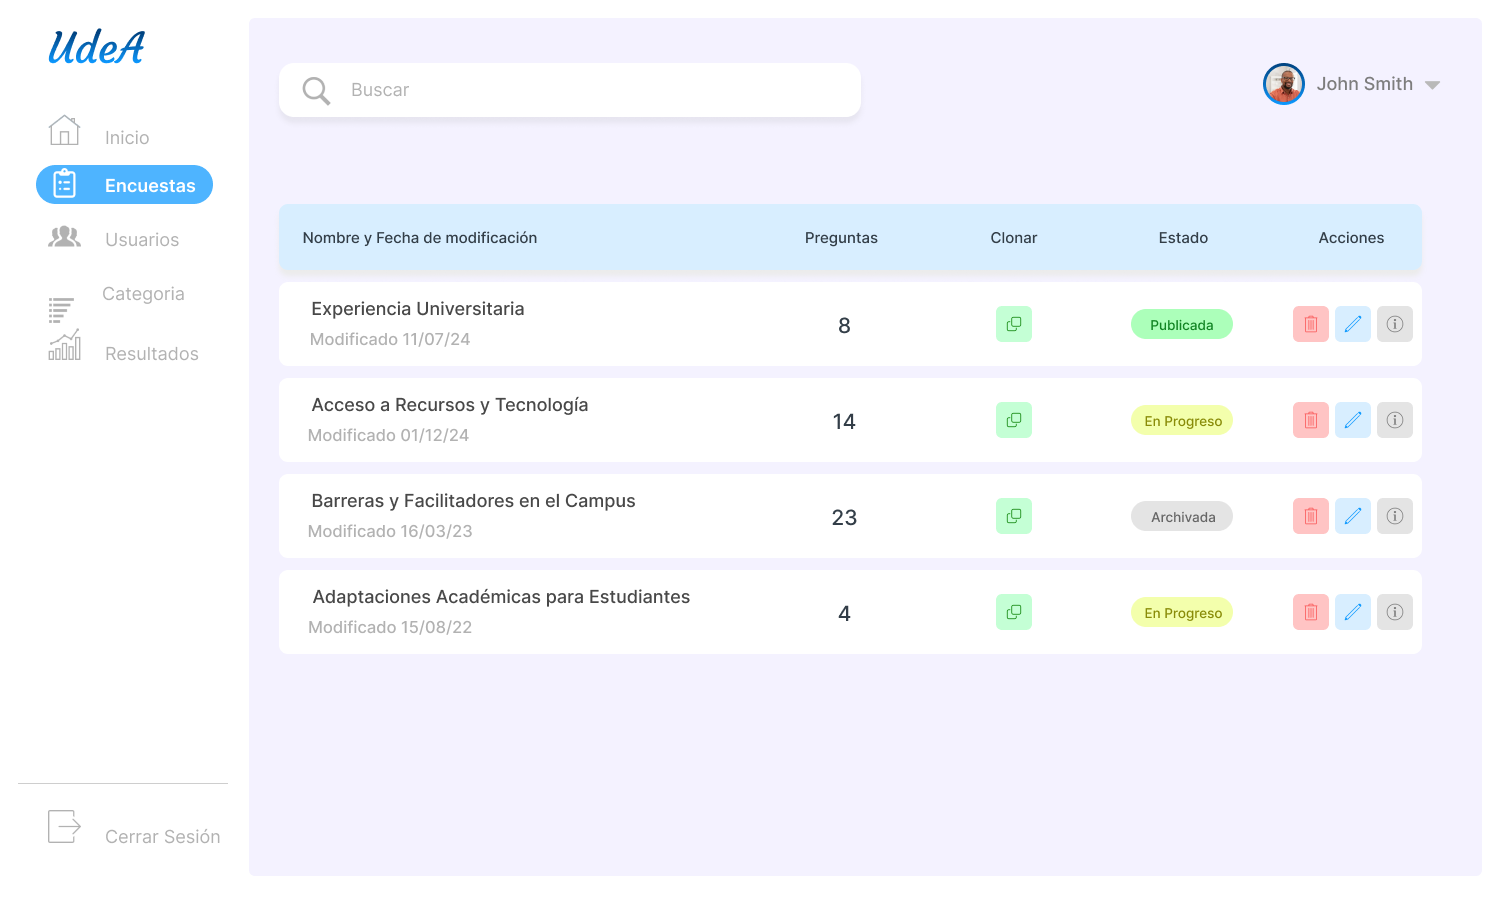 UdeA
Inicio
Encuestas
Usuarios
Categoria
Resultados
Cerrar Sesión
Buscar
John Smith
Nombre y Fecha de modificación Preguntas Clonar Estado Acciones
Experiencia Universitaria
Modificado 11/07/24
8 Publicada
Acceso a Recursos y Tecnología
Modificado 01/12/24
14 En Progreso
Barreras y Facilitadores en el Campus
Modificado 16/03/23
23 Archivada
Adaptaciones Académicas para Estudiantes
Modificado 15/08/22
4 En Progreso